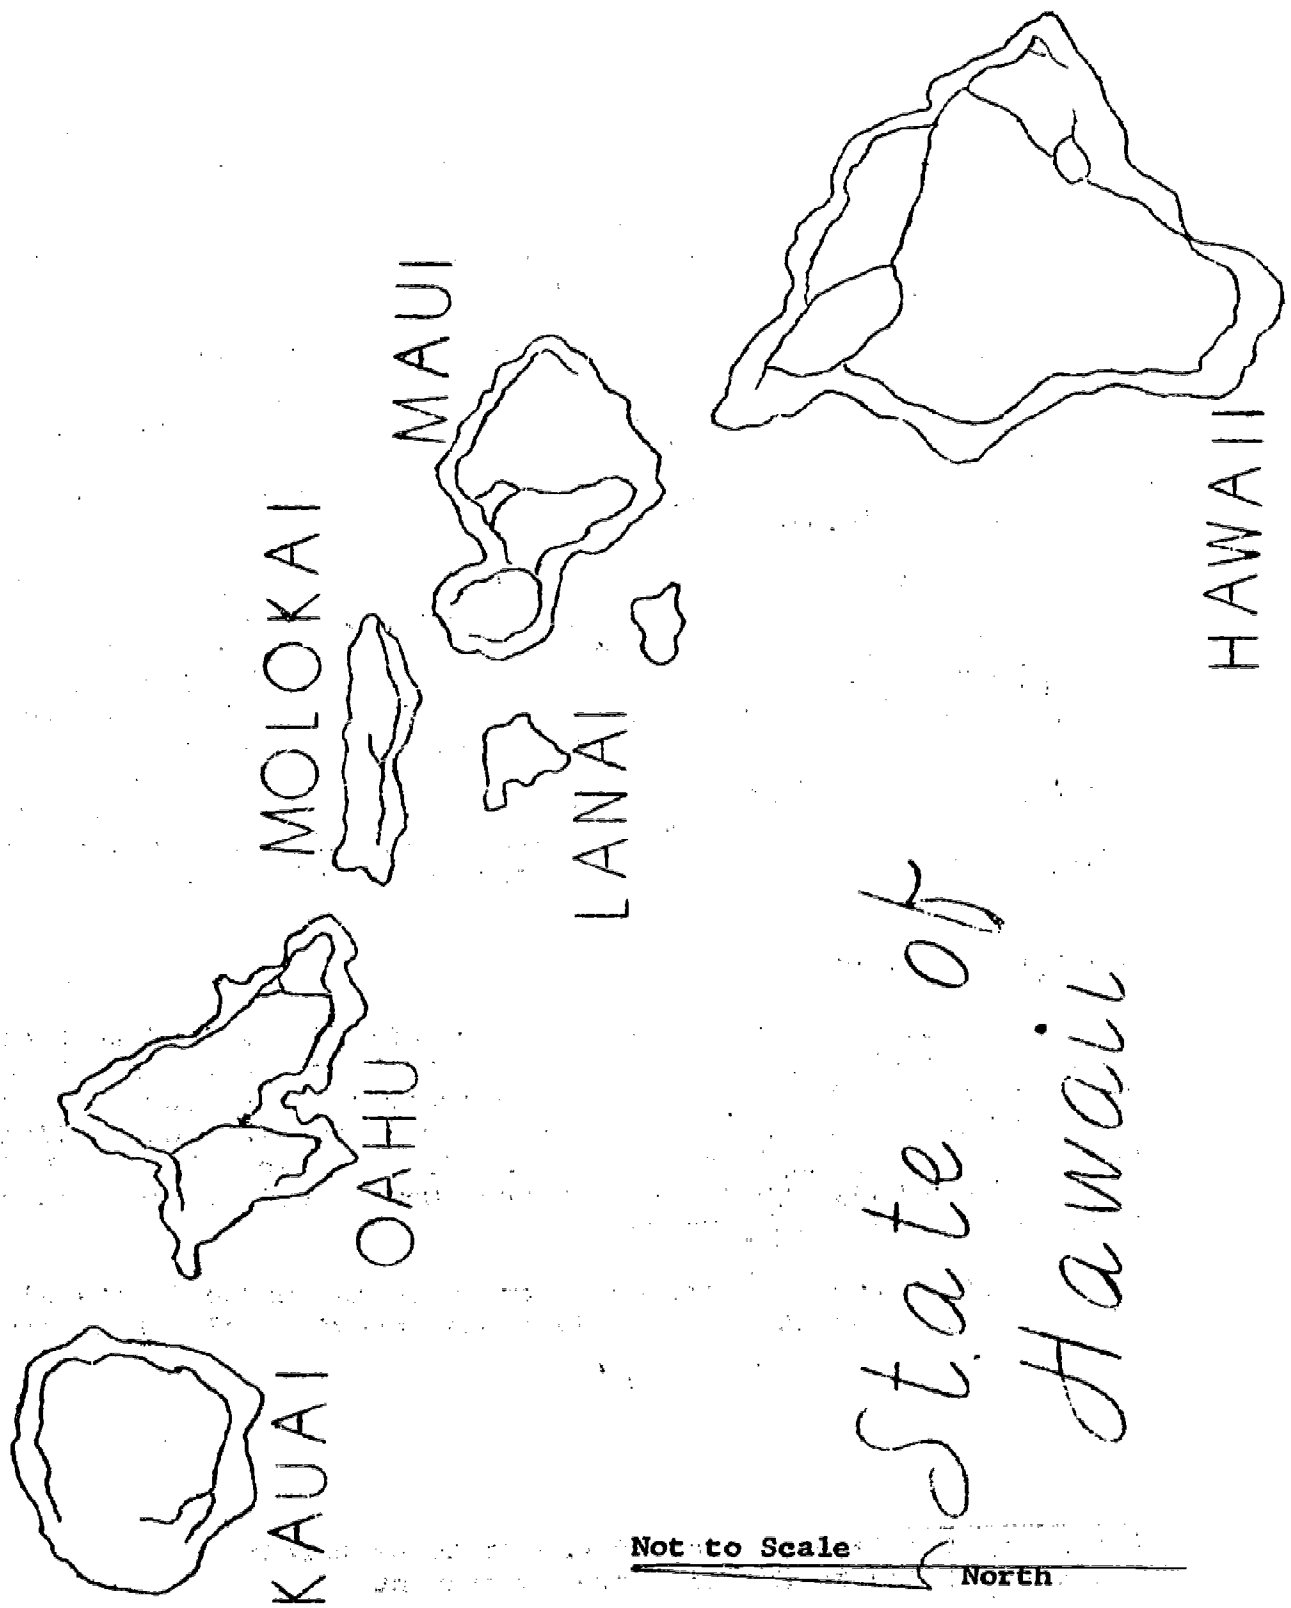 KAUAI
OAHU
MOLOKAI
MAUI
LANAI
HAWAII
State of
Hawaii
Not to Scale
North